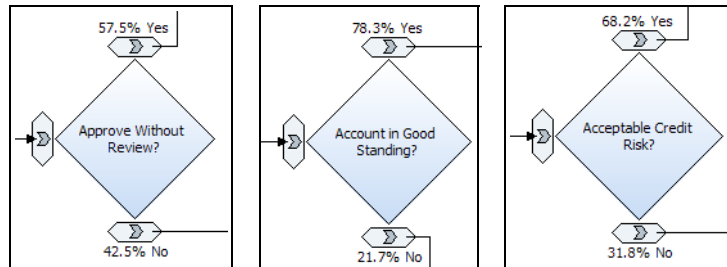 57.5% Yes
Approve Without
Review?
42.5% No
78.3% Yes
Account in Good
Standing?
21.7% No
68.2% Yes
Acceptable Credit
Risk?
31.8% No